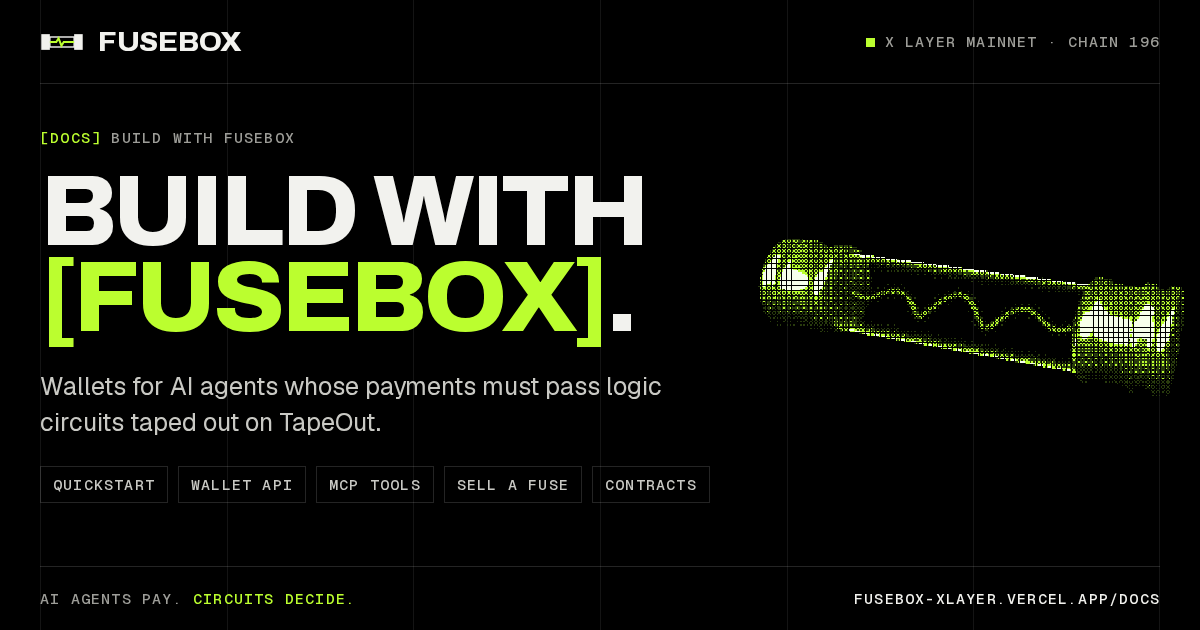 FUSEBOX
X LAYER MAINNET · CHAIN 196
[DOCS] BUILD WITH FUSEBOX
BUILD WITH
[FUSEBOX].
Wallets for AI agents whose payments must pass logic
circuits taped out on TapeOut.
QUICKSTART
WALLET API
MCP TOOLS
SELL A FUSE
CONTRACTS
AI AGENTS PAY. CIRCUITS DECIDE.
FUSEBOX-XLAYER.VERCEL.APP/DOCS